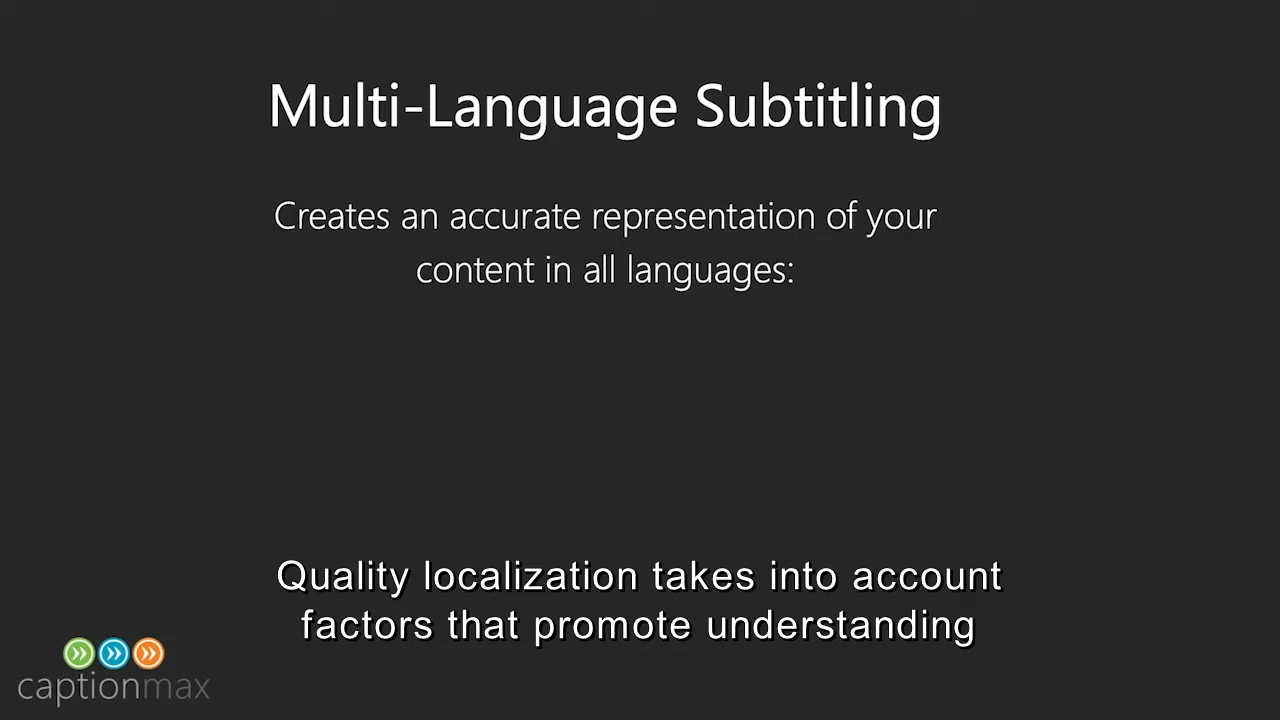 Multi-Language Subtitling
Creates an accurate representation of your
content in all languages:
Quality localization takes into account
factors that promote understanding
captionmax